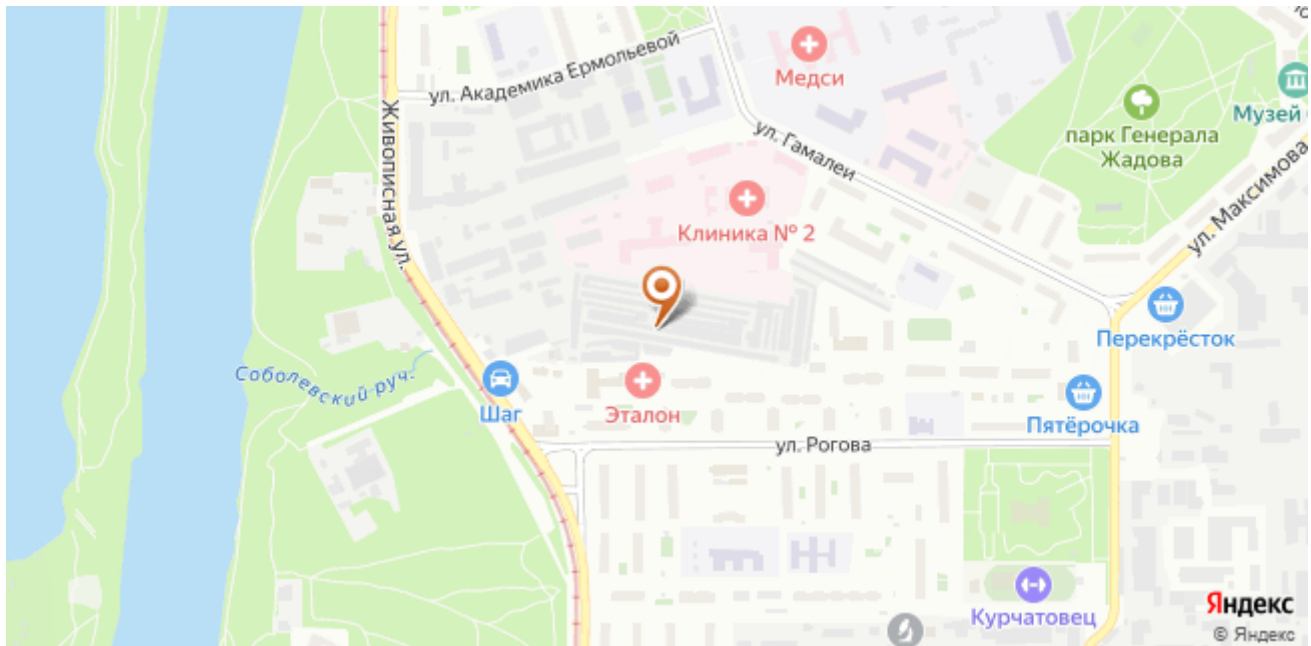 ул. Академика Ермольевой
Медси
Музей
парк Генерала
Жадова
ул. Гамалеи
Живописная ул.
ул. Максимова
Клиника № 2
Перекрёсток
Соболевский руч.
Шаг
Эталон
Пятёрочка
ул. Рогова
Курчатовец
Яндекс
© Яндекс